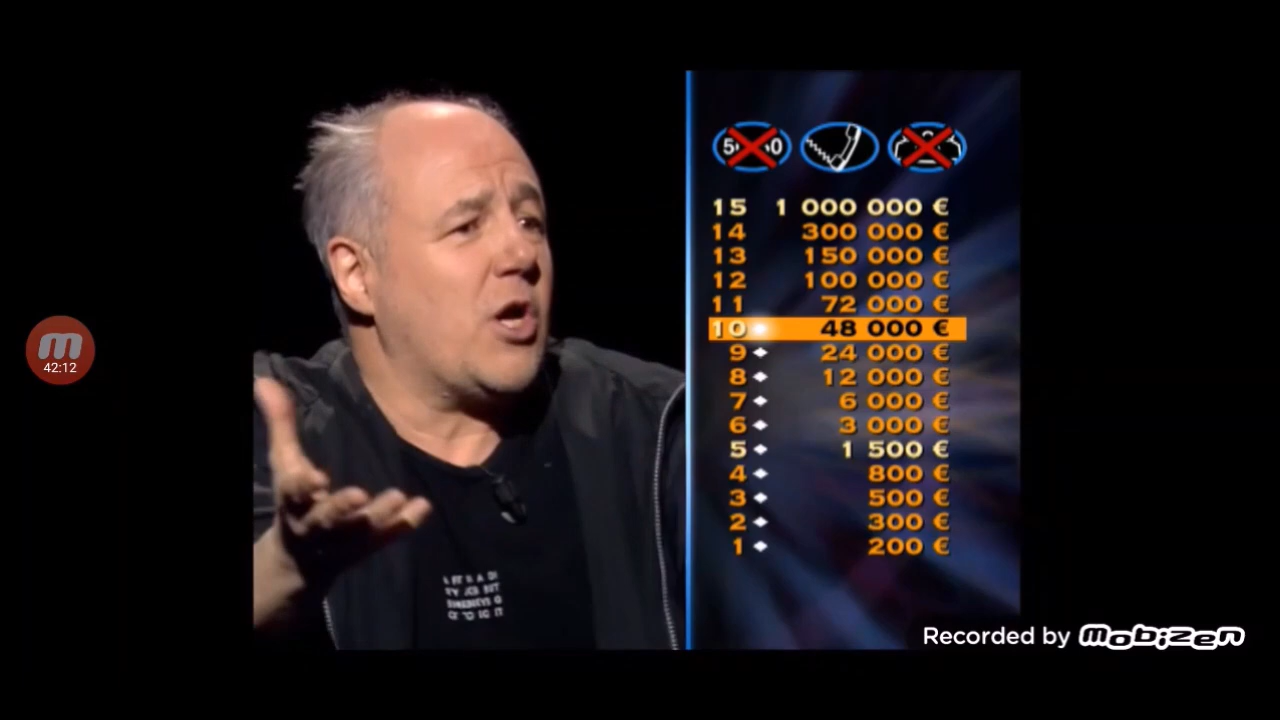 15 1 000 000 €
14 300 000 €
13 150 000 €
12 100 000 €
11 72 000 €
10 48 000 €
9 24 000 €
8 12 000 €
7 6 000 €
6 3 000 €
5 1 500 €
4 800 €
3 500 €
2 300 €
1 200 €
42:12
Recorded by Mobizen